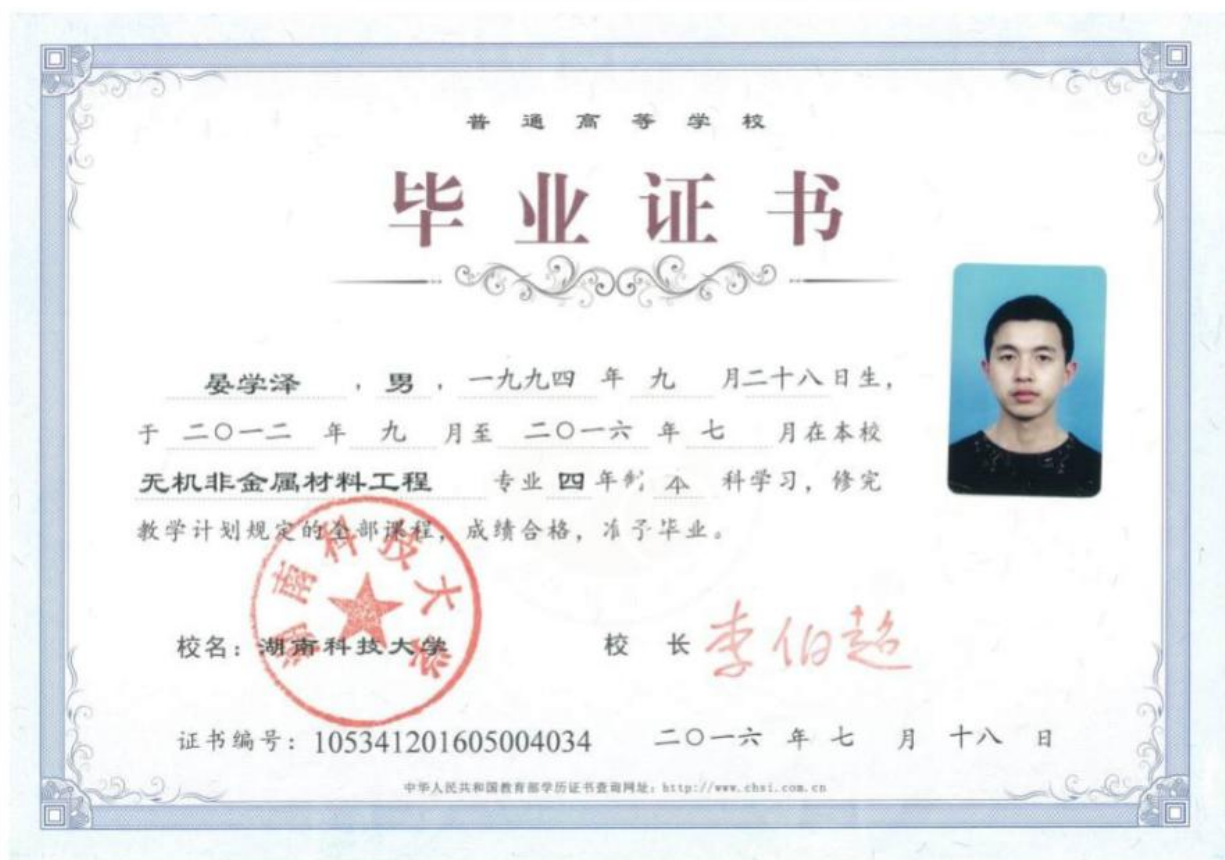 普通高等学校
毕业证书
晏学泽 ，男，一九九四 年 九 月二十八日生，
于 二〇一二 年 九 月至 二〇一六 年 七 月在本校
无机非金属材料工程 专业 四 年制 本 科学习，修完
教学计划规定的全部课程，成绩合格，准予毕业。
湖南科技大学
校名：湖南科技大学 校 长 李伯超
证书编号：105341201605004034 二〇一六 年 七 月 十八 日
中华人民共和国教育部学历证书查询网址：http://www.chsi.com.cn